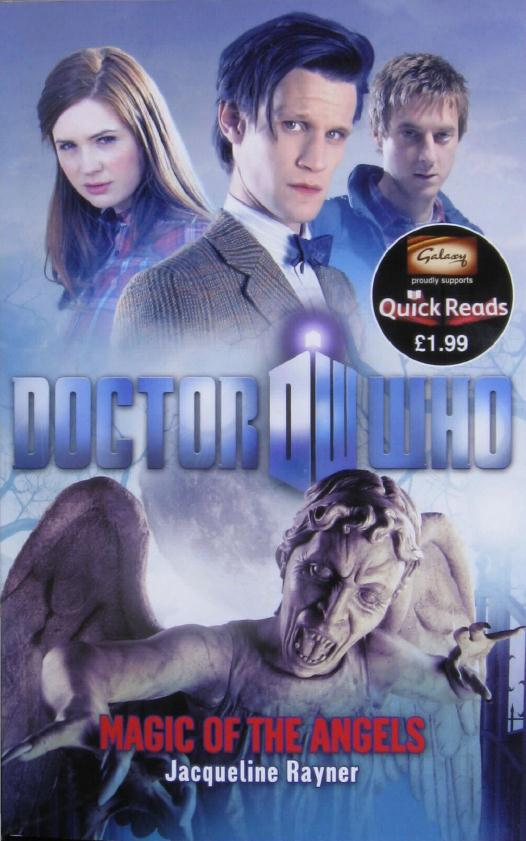 Galaxy
proudly supports
Quick Reads
£1.99
DOCTOR DW WHO
MAGIC OF THE ANGELS
Jacqueline Rayner